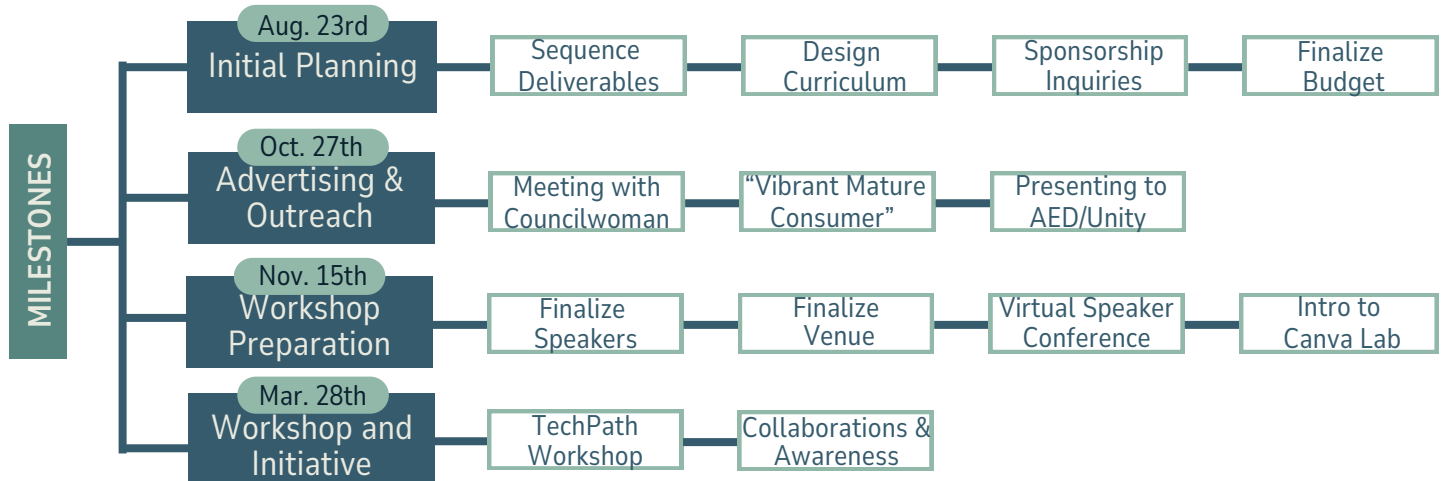 MILESTONES
Aug. 23rd
Initial Planning
Sequence
Deliverables
Design
Curriculum
Sponsorship
Inquiries
Finalize
Budget
Oct. 27th
Advertising &
Outreach
Meeting with
Councilwoman
“Vibrant Mature
Consumer”
Presenting to
AED/Unity
Nov. 15th
Workshop
Preparation
Finalize
Speakers
Finalize
Venue
Virtual Speaker
Conference
Intro to
Canva Lab
Mar. 28th
Workshop and
Initiative
TechPath
Workshop
Collaborations &
Awareness